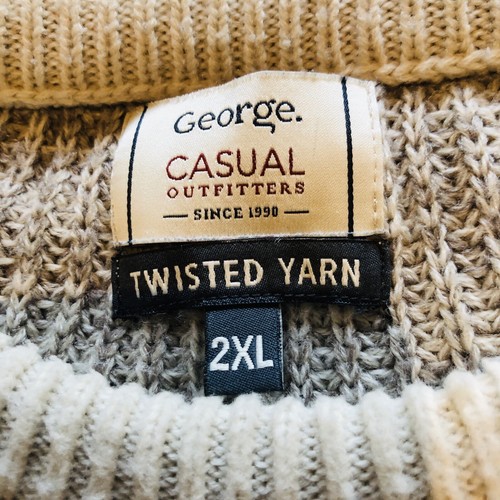 George.
CASUAL
OUTFITTERS
SINCE 1990
TWISTED YARN
2XL